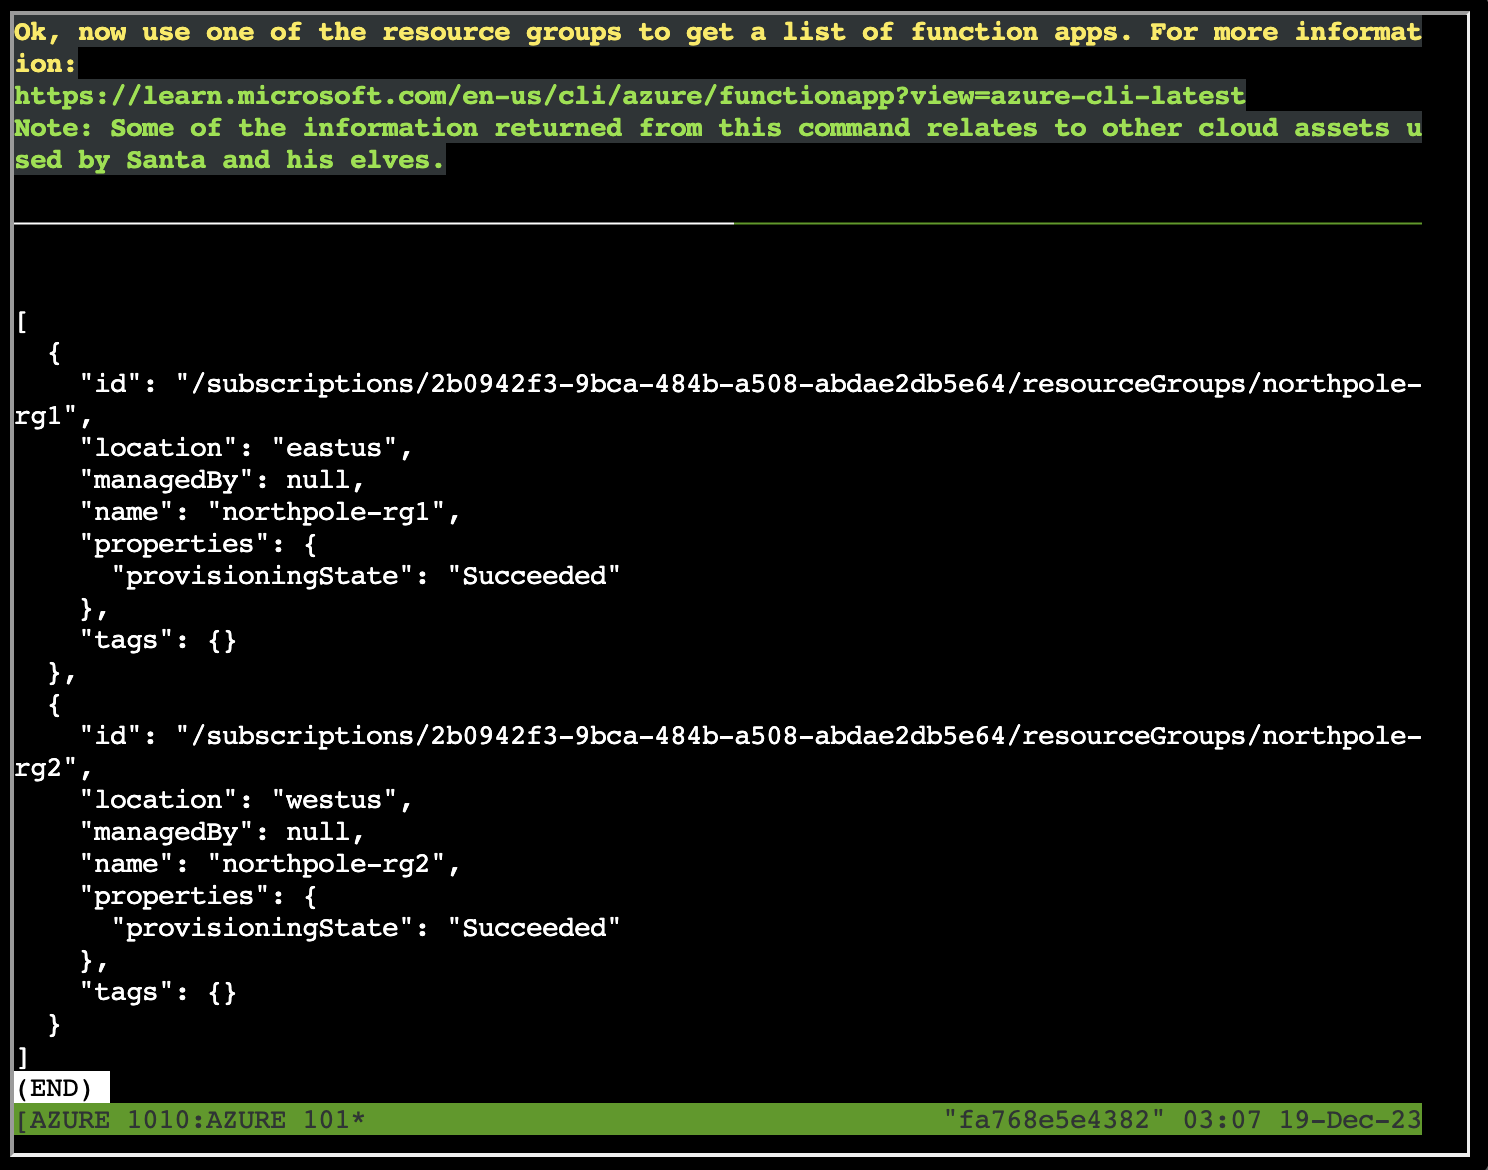 Ok, now use one of the resource groups to get a list of function apps. For more informat
ion:
https://learn.microsoft.com/en-us/cli/azure/functionapp?view=azure-cli-latest
Note: Some of the information returned from this command relates to other cloud assets u
sed by Santa and his elves.
[
  {
    "id": "/subscriptions/2b0942f3-9bca-484b-a508-abdae2db5e64/resourceGroups/northpole-
rg1",
    "location": "eastus",
    "managedBy": null,
    "name": "northpole-rg1",
    "properties": {
      "provisioningState": "Succeeded"
    },
    "tags": {}
  },
  {
    "id": "/subscriptions/2b0942f3-9bca-484b-a508-abdae2db5e64/resourceGroups/northpole-
rg2",
    "location": "westus",
    "managedBy": null,
    "name": "northpole-rg2",
    "properties": {
      "provisioningState": "Succeeded"
    },
    "tags": {}
  }
]
(END)
[AZURE 1010:AZURE 101* "fa768e5e4382" 03:07 19-Dec-23